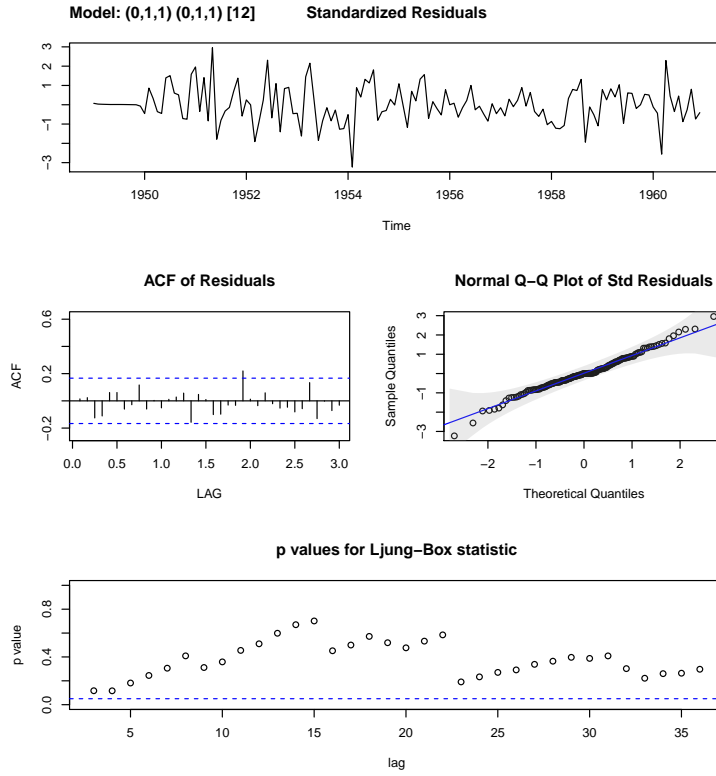 Model: (0,1,1) (0,1,1) [12] Standardized Residuals
3
1
−1
−3
1950 1952 1954 1956 1958 1960
Time
ACF of Residuals
0.6
0.2
−0.2
ACF
0.0 0.5 1.0 1.5 2.0 2.5 3.0
LAG
Normal Q−Q Plot of Std Residuals
3
1
−1
−3
Sample Quantiles
−2 −1 0 1 2
Theoretical Quantiles
p values for Ljung−Box statistic
0.8
0.4
0.0
p value
5 10 15 20 25 30 35
lag